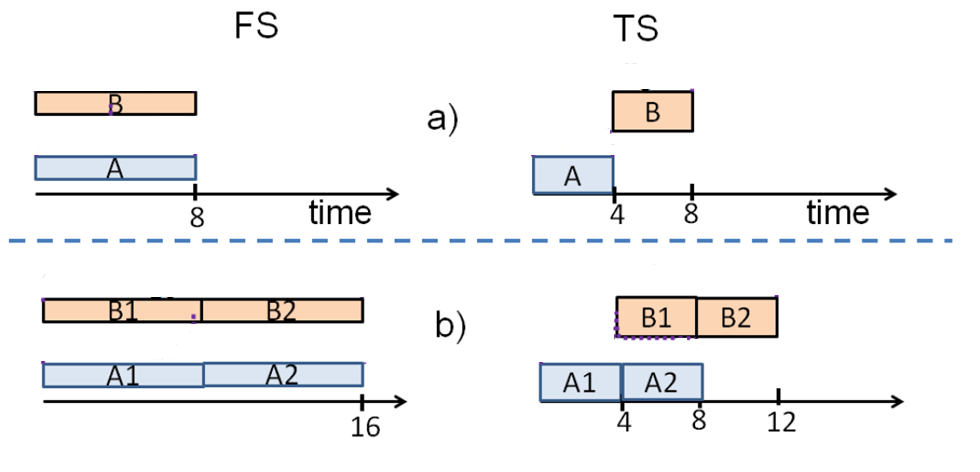 FS TS
B a) B
A A
8 time 4 8 time
B1 B2 b) B1 B2
A1 A2 A1 A2
16 4 8 12